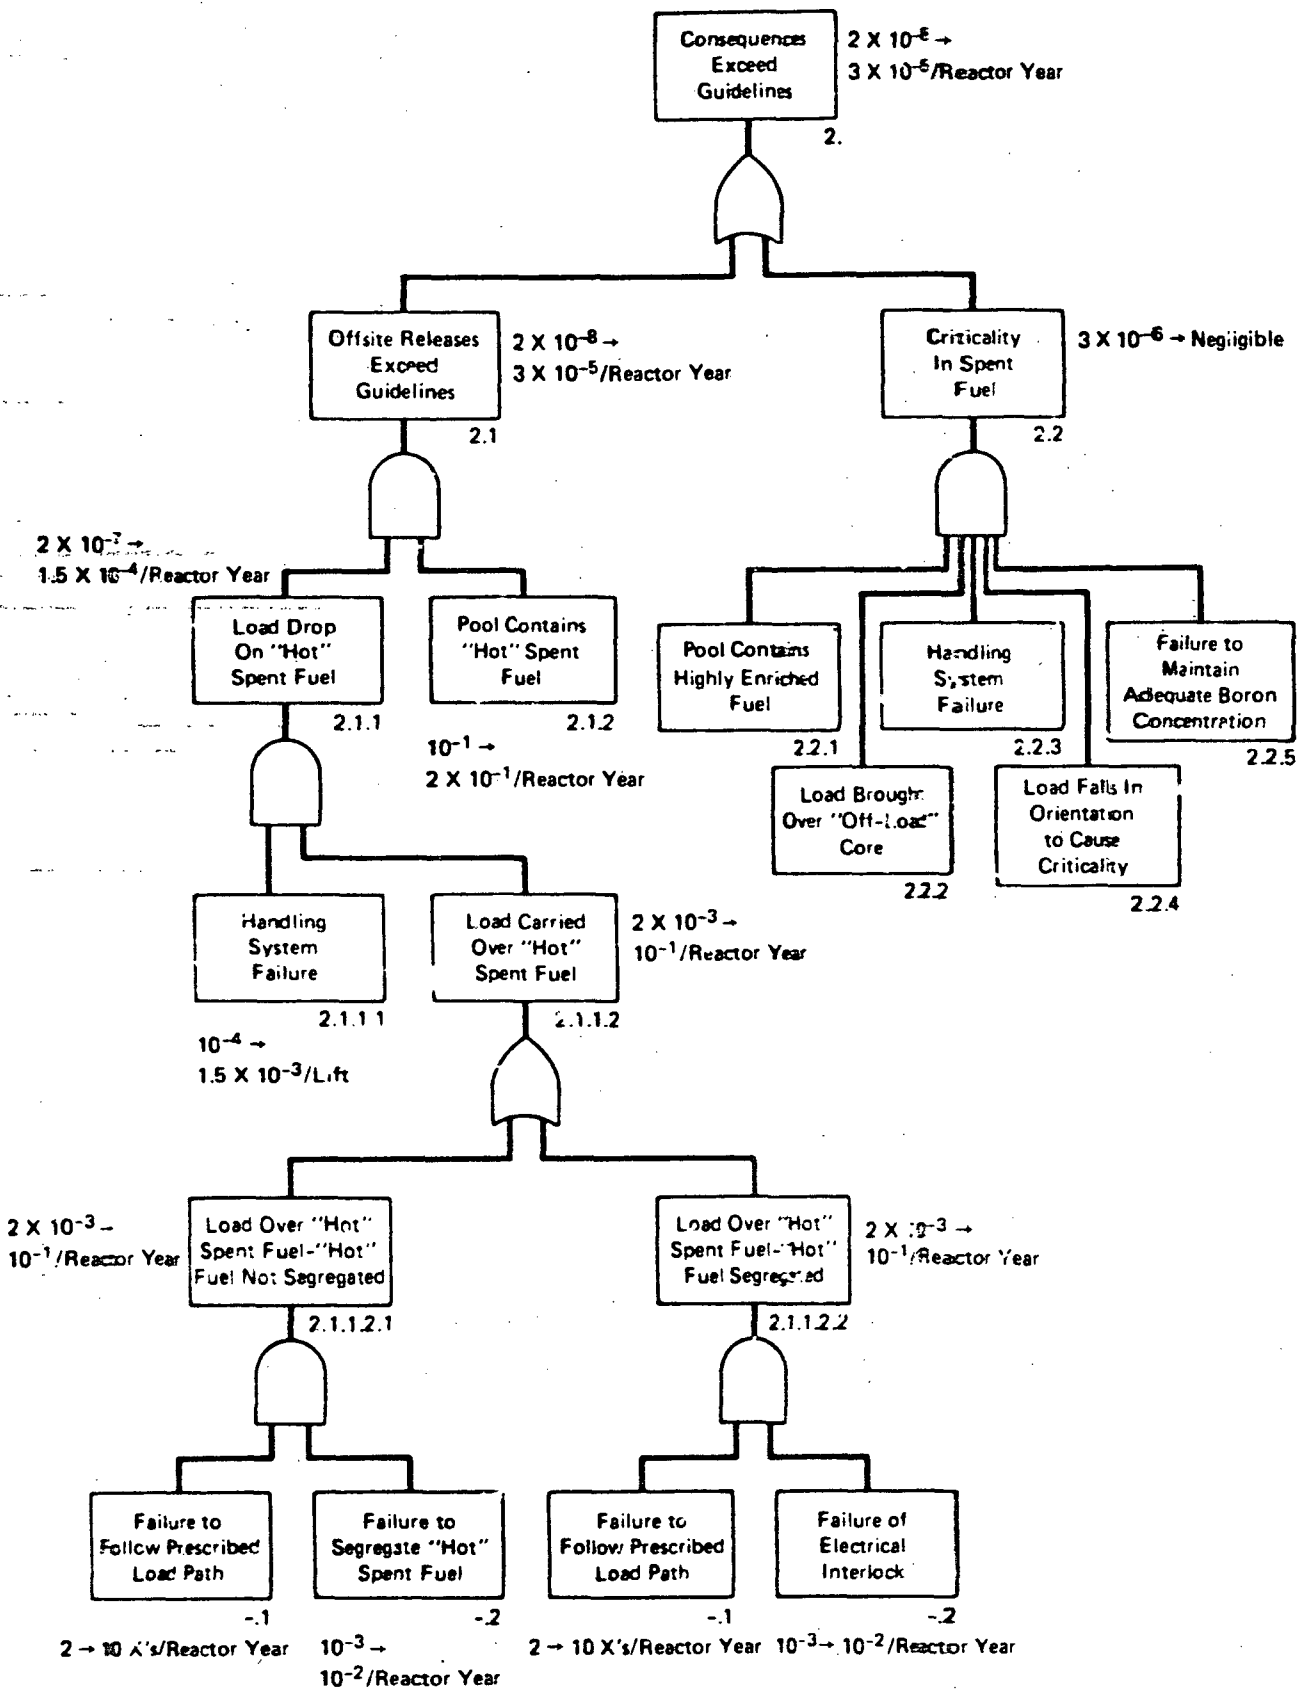 Consequences
Exceed
Guidelines
2 X 10⁻⁸ →
3 X 10⁻⁵/Reactor Year
2.
Offsite Releases
Exceed
Guidelines
2 X 10⁻⁸ →
3 X 10⁻⁵/Reactor Year
2.1
Criticality
In Spent
Fuel
3 X 10⁻⁶ → Negligible
2.2
2 X 10⁻⁷ →
1.5 X 10⁻⁴/Reactor Year
Load Drop
On "Hot"
Spent Fuel
2.1.1
Pool Contains
"Hot" Spent
Fuel
2.1.2
10⁻¹ →
2 X 10⁻¹/Reactor Year
Pool Contains
Highly Enriched
Fuel
2.2.1
Handling
System
Failure
2.2.3
Failure to
Maintain
Adequate Boron
Concentration
2.2.5
Load Brought
Over "Off-Load"
Core
2.2.2
Load Falls In
Orientation
to Cause
Criticality
2.2.4
Handling
System
Failure
2.1.1.1
10⁻⁴ →
1.5 X 10⁻³/Lift
Load Carried
Over "Hot"
Spent Fuel
2.1.1.2
2 X 10⁻³ →
10⁻¹/Reactor Year
2 X 10⁻³ →
10⁻¹/Reactor Year
Load Over "Hot"
Spent Fuel-"Hot"
Fuel Not Segregated
2.1.1.2.1
Load Over "Hot"
Spent Fuel-"Hot"
Fuel Segregated
2.1.1.2.2
2 X 10⁻³ →
10⁻¹/Reactor Year
Failure to
Follow Prescribed
Load Path
-.1
2 → 10 X's/Reactor Year
Failure to
Segregate "Hot"
Spent Fuel
-.2
10⁻³ →
10⁻²/Reactor Year
Failure to
Follow Prescribed
Load Path
-.1
2 → 10 X's/Reactor Year
Failure of
Electrical
Interlock
-.2
10⁻³ → 10⁻²/Reactor Year